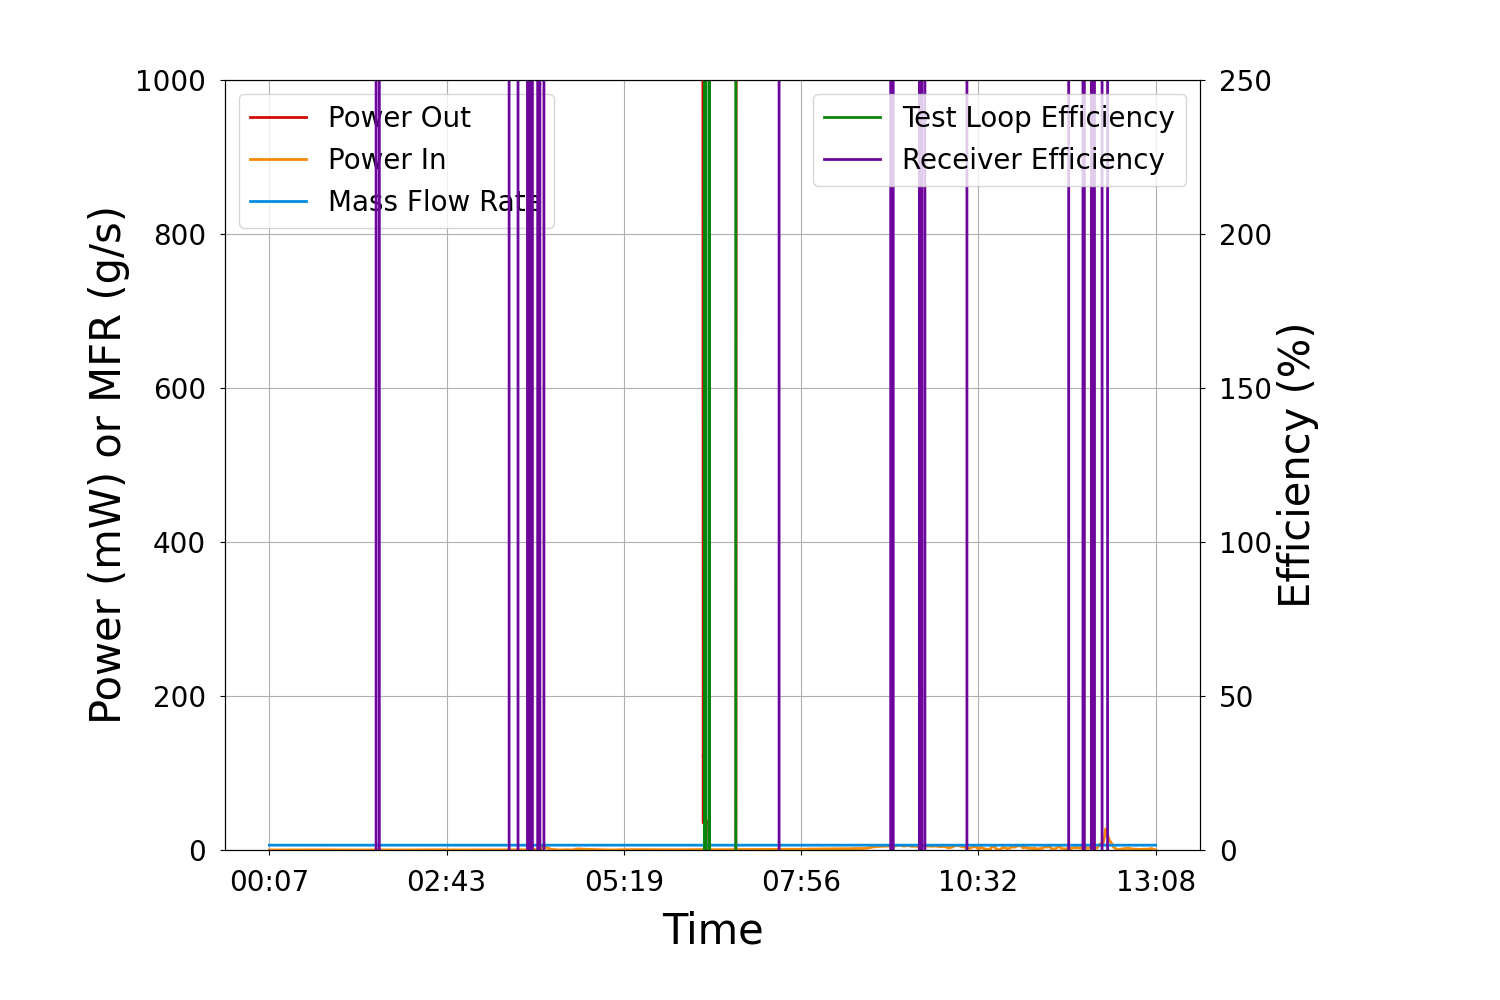 1000
800
600
400
200
0
Power (mW) or MFR (g/s)
Power Out
Power In
Mass Flow Rate
Test Loop Efficiency
Receiver Efficiency
250
200
150
100
50
0
Efficiency (%)
00:07 02:43 05:19 07:56 10:32 13:08
Time